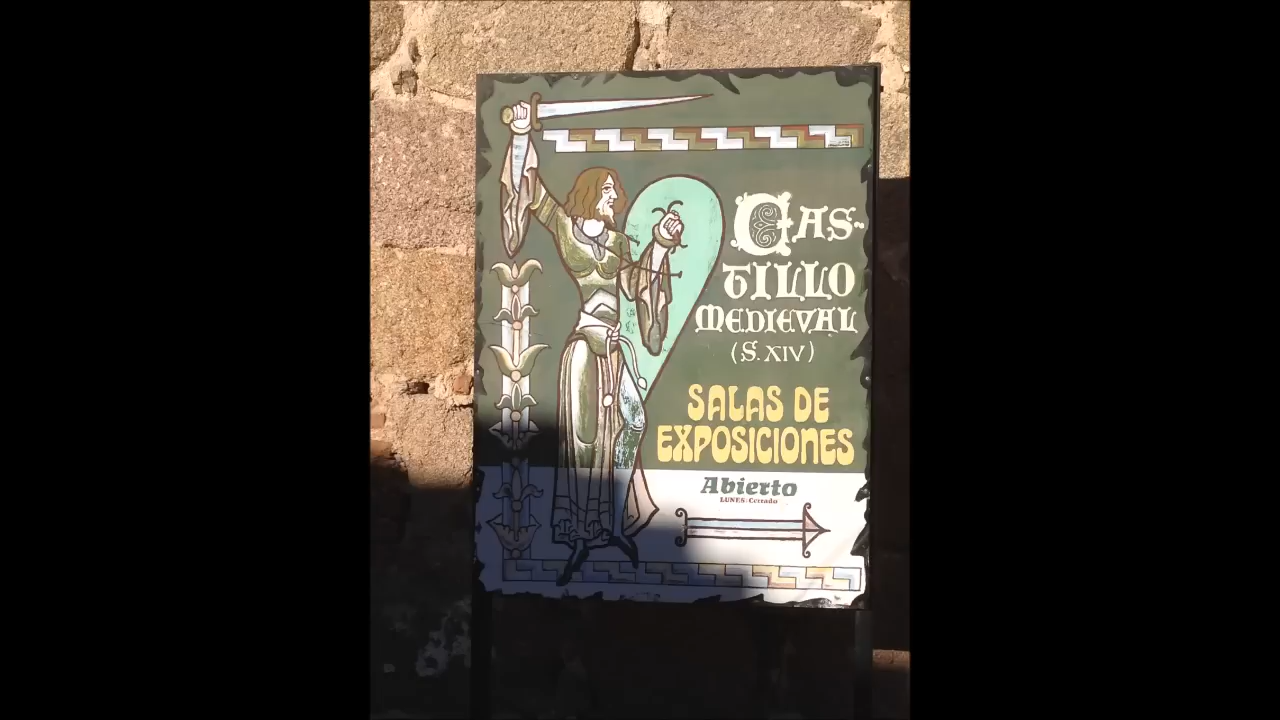 CAS-
TILLO
MEDIEVAL
(S. XIV)
SALAS DE
EXPOSICIONES
Abierto
LUNES: Cerrado